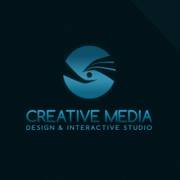 CREATIVE MEDIA
DESIGN & INTERACTIVE STUDIO